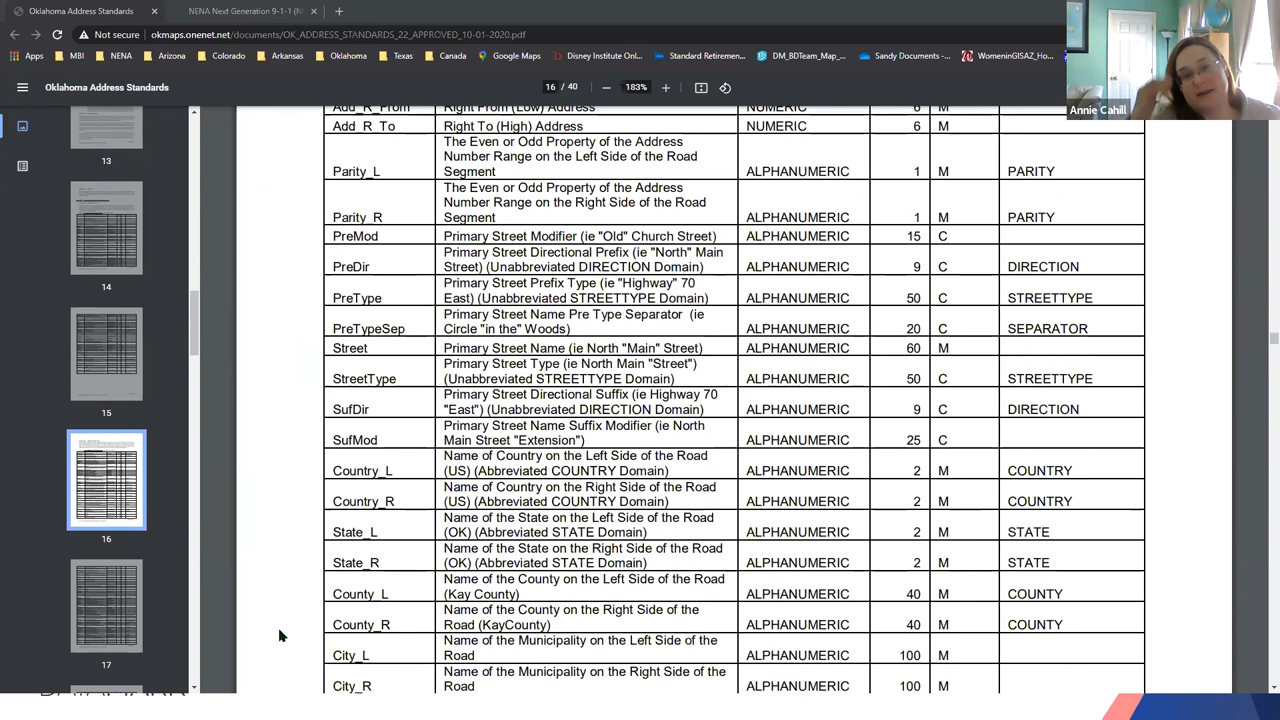 Oklahoma Address Standards
NENA Next Generation 9-1-1 (N
Not secure | okmaps.onenet.net/documents/OK_ADDRESS_STANDARDS_22_APPROVED_10-01-2020.pdf
Apps MBI NENA Arizona Colorado Arkansas Oklahoma Texas Canada Google Maps Disney Institute Onl... Standard Retiremen... DM_BDTeam_Map_... Sandy Documents -... WomeninGISAZ_Ho...
Oklahoma Address Standards 16 / 40 183%
Annie Cahill
13
14
15
16
17
Add_R_From Right From (Low) Address NUMERIC 6 M
Add_R_To Right To (High) Address NUMERIC 6 M
The Even or Odd Property of the Address
Number Range on the Left Side of the Road
Parity_L Segment ALPHANUMERIC 1 M PARITY
The Even or Odd Property of the Address
Number Range on the Right Side of the Road
Parity_R Segment ALPHANUMERIC 1 M PARITY
PreMod Primary Street Modifier (ie "Old" Church Street) ALPHANUMERIC 15 C
Primary Street Directional Prefix (ie "North" Main
PreDir Street) (Unabbreviated DIRECTION Domain) ALPHANUMERIC 9 C DIRECTION
Primary Street Prefix Type (ie "Highway" 70
PreType East) (Unabbreviated STREETTYPE Domain) ALPHANUMERIC 50 C STREETTYPE
Primary Street Name Pre Type Separator (ie
PreTypeSep Circle "in the" Woods) ALPHANUMERIC 20 C SEPARATOR
Street Primary Street Name (ie North "Main" Street) ALPHANUMERIC 60 M
Primary Street Type (ie North Main "Street")
StreetType (Unabbreviated STREETTYPE Domain) ALPHANUMERIC 50 C STREETTYPE
Primary Street Directional Suffix (ie Highway 70
SufDir "East") (Unabbreviated DIRECTION Domain) ALPHANUMERIC 9 C DIRECTION
Primary Street Name Suffix Modifier (ie North
SufMod Main Street "Extension") ALPHANUMERIC 25 C
Name of Country on the Left Side of the Road
Country_L (US) (Abbreviated COUNTRY Domain) ALPHANUMERIC 2 M COUNTRY
Name of Country on the Right Side of the Road
Country_R (US) (Abbreviated COUNTRY Domain) ALPHANUMERIC 2 M COUNTRY
Name of the State on the Left Side of the Road
State_L (OK) (Abbreviated STATE Domain) ALPHANUMERIC 2 M STATE
Name of the State on the Right Side of the Road
State_R (OK) (Abbreviated STATE Domain) ALPHANUMERIC 2 M STATE
Name of the County on the Left Side of the Road
County_L (Kay County) ALPHANUMERIC 40 M COUNTY
Name of the County on the Right Side of the
County_R Road (KayCounty) ALPHANUMERIC 40 M COUNTY
Name of the Municipality on the Left Side of the
City_L Road ALPHANUMERIC 100 M
Name of the Municipality on the Right Side of the
City_R Road ALPHANUMERIC 100 M